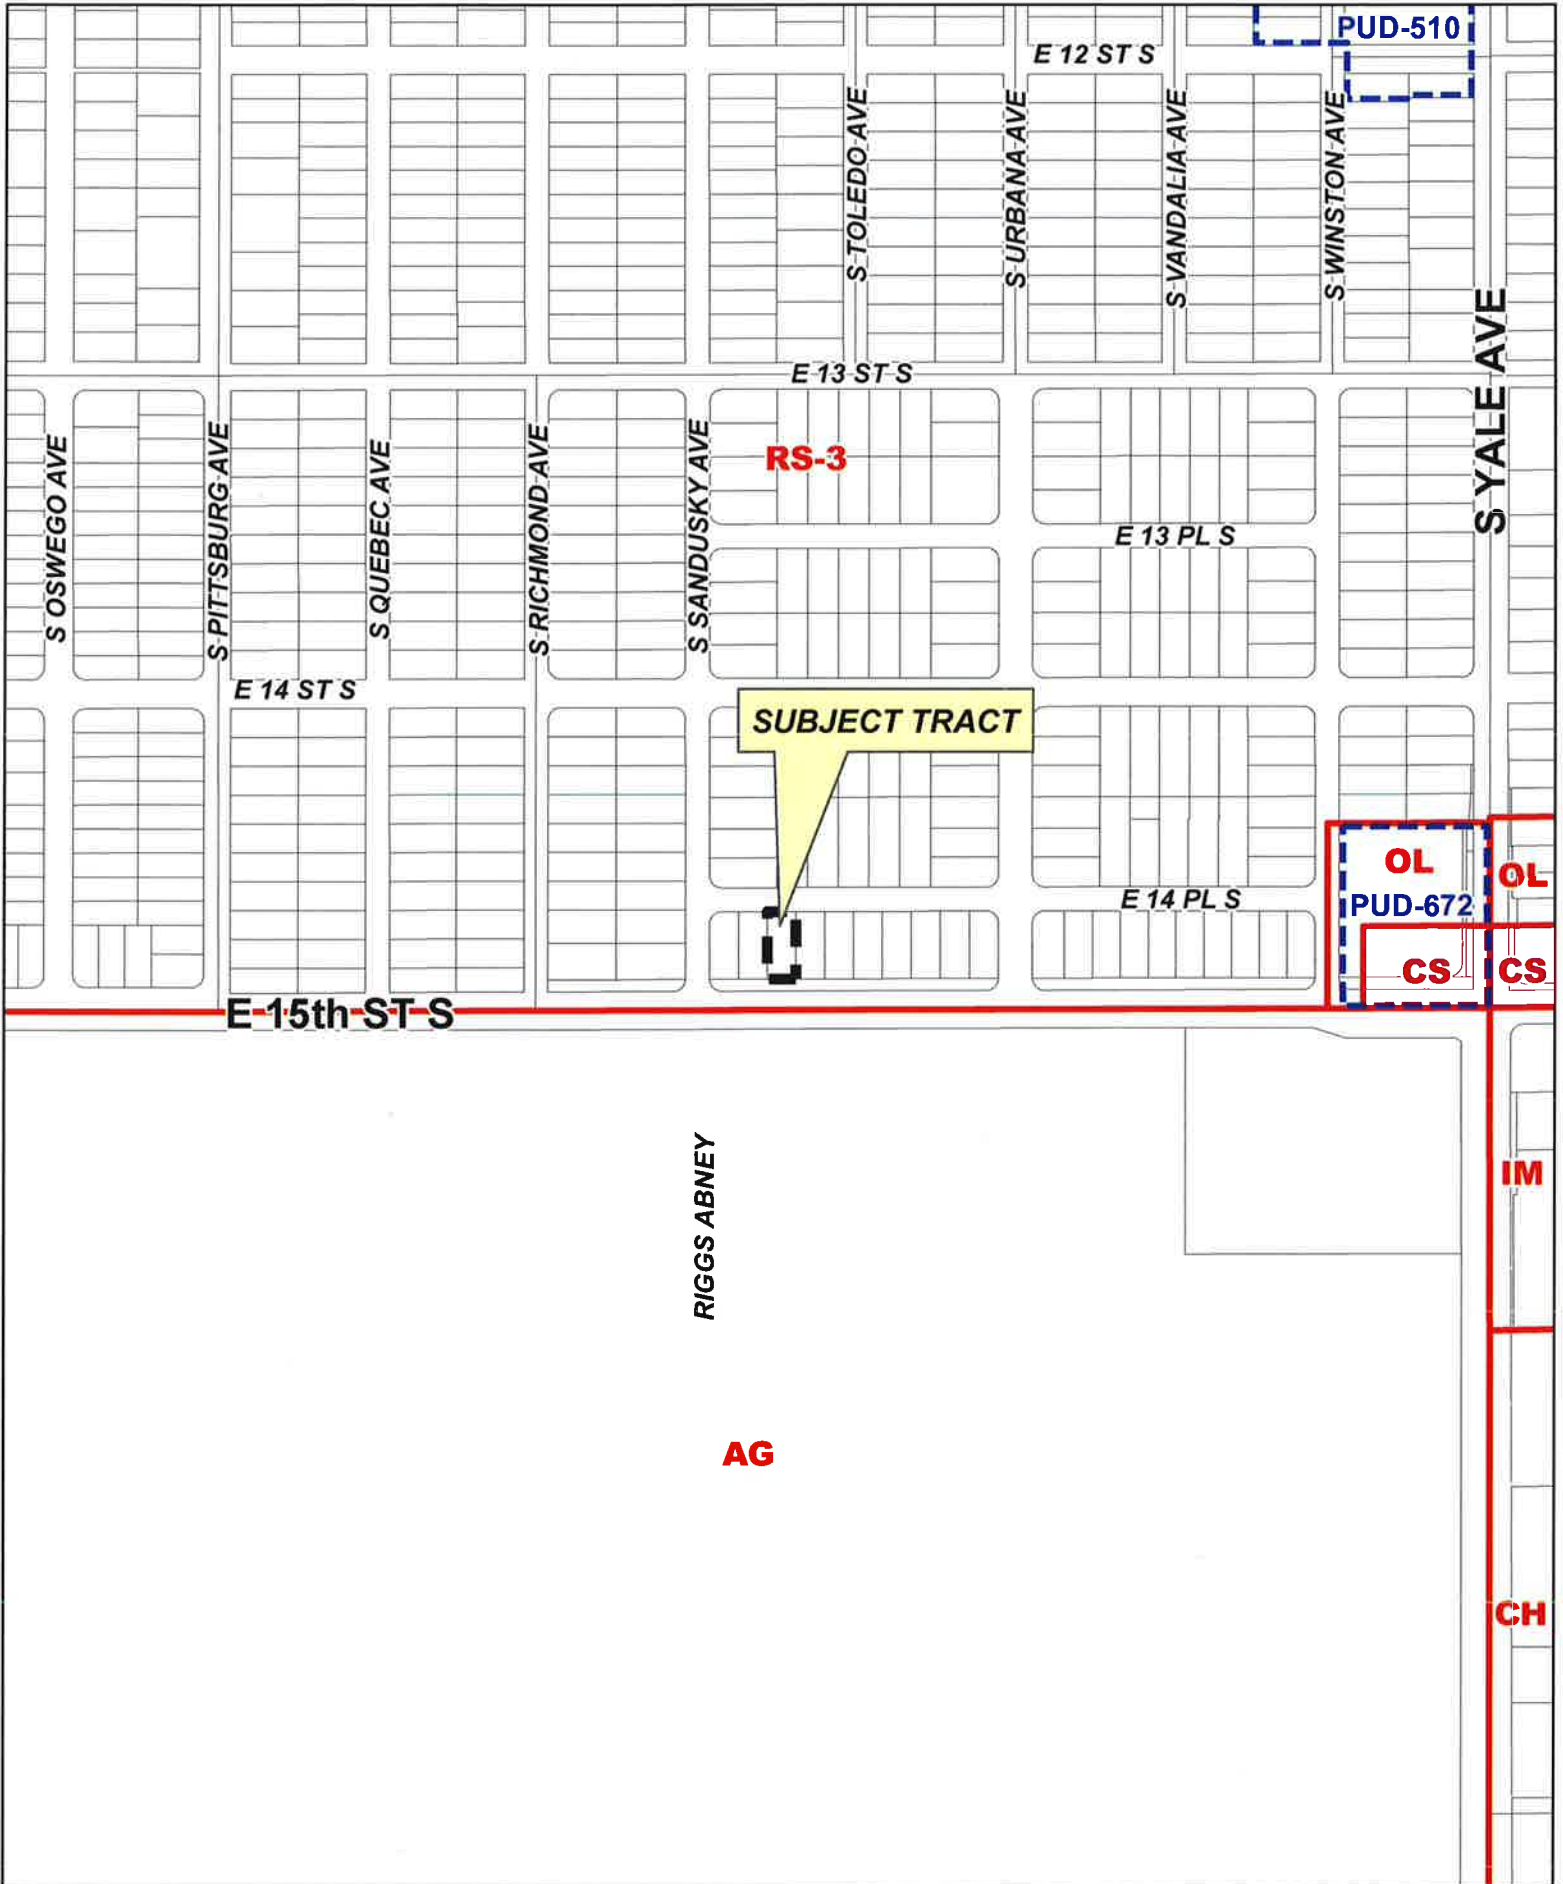 PUD-510
E 12 ST S
S TOLEDO AVE
S URBANA AVE
S VANDALIA AVE
S WINSTON AVE
S YALE AVE
E 13 ST S
S OSWEGO AVE
S PITTSBURG AVE
S QUEBEC AVE
S RICHMOND AVE
S SANDUSKY AVE
RS-3
E 13 PL S
E 14 ST S
SUBJECT TRACT
OL
OL
PUD-672
E 14 PL S
CS
CS
E 15th ST S
RIGGS ABNEY
IM
AG
CH